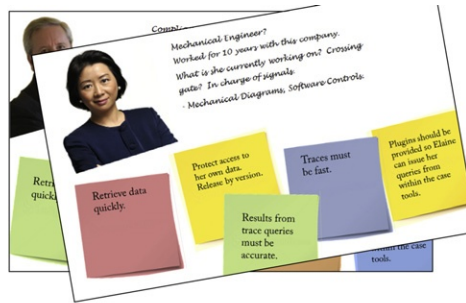 Compli
Mechanical Engineer?
Worked for 10 years with this company.
What is she currently working on? Crossing
gate? In charge of signals.
- Mechanical Diagrams, Software Controls.
Retrieve data
quickly.
Protect access to
her own data.
Release by version.
Results from
trace queries
must be
accurate.
Traces must
be fast.
Plugins should be
provided so Elaine
can issue her
queries from
within the case
tools.
Retri
quickl
within the case
tools.